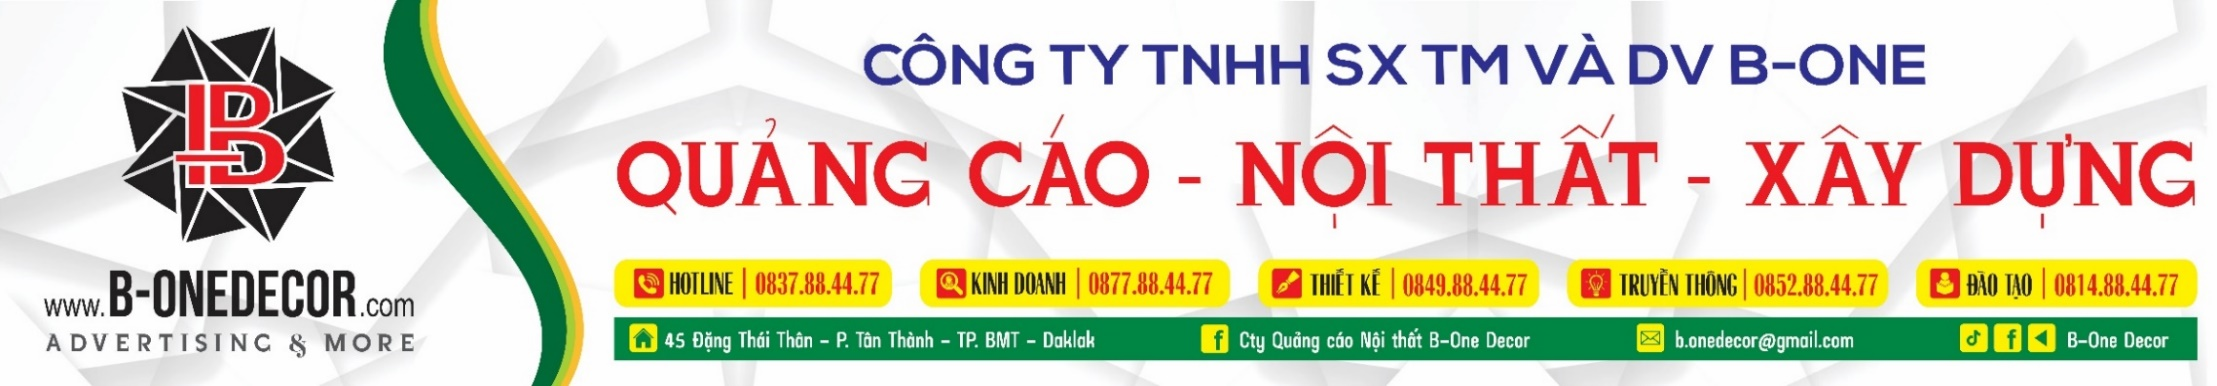 B
www.B-ONEDECOR.com
ADVERTISING & MORE
CÔNG TY TNHH SX TM VÀ DV B-ONE
QUẢNG CÁO - NỘI THẤT - XÂY DỰNG
HOTLINE | 0837.88.44.77
KINH DOANH | 0877.88.44.77
THIẾT KẾ | 0849.88.44.77
TRUYỀN THÔNG | 0852.88.44.77
ĐÀO TẠO | 0814.88.44.77
45 Đặng Thái Thân - P. Tân Thành - TP. BMT - Daklak
Cty Quảng cáo Nội thất B-One Decor
b.onedecor@gmail.com
B-One Decor